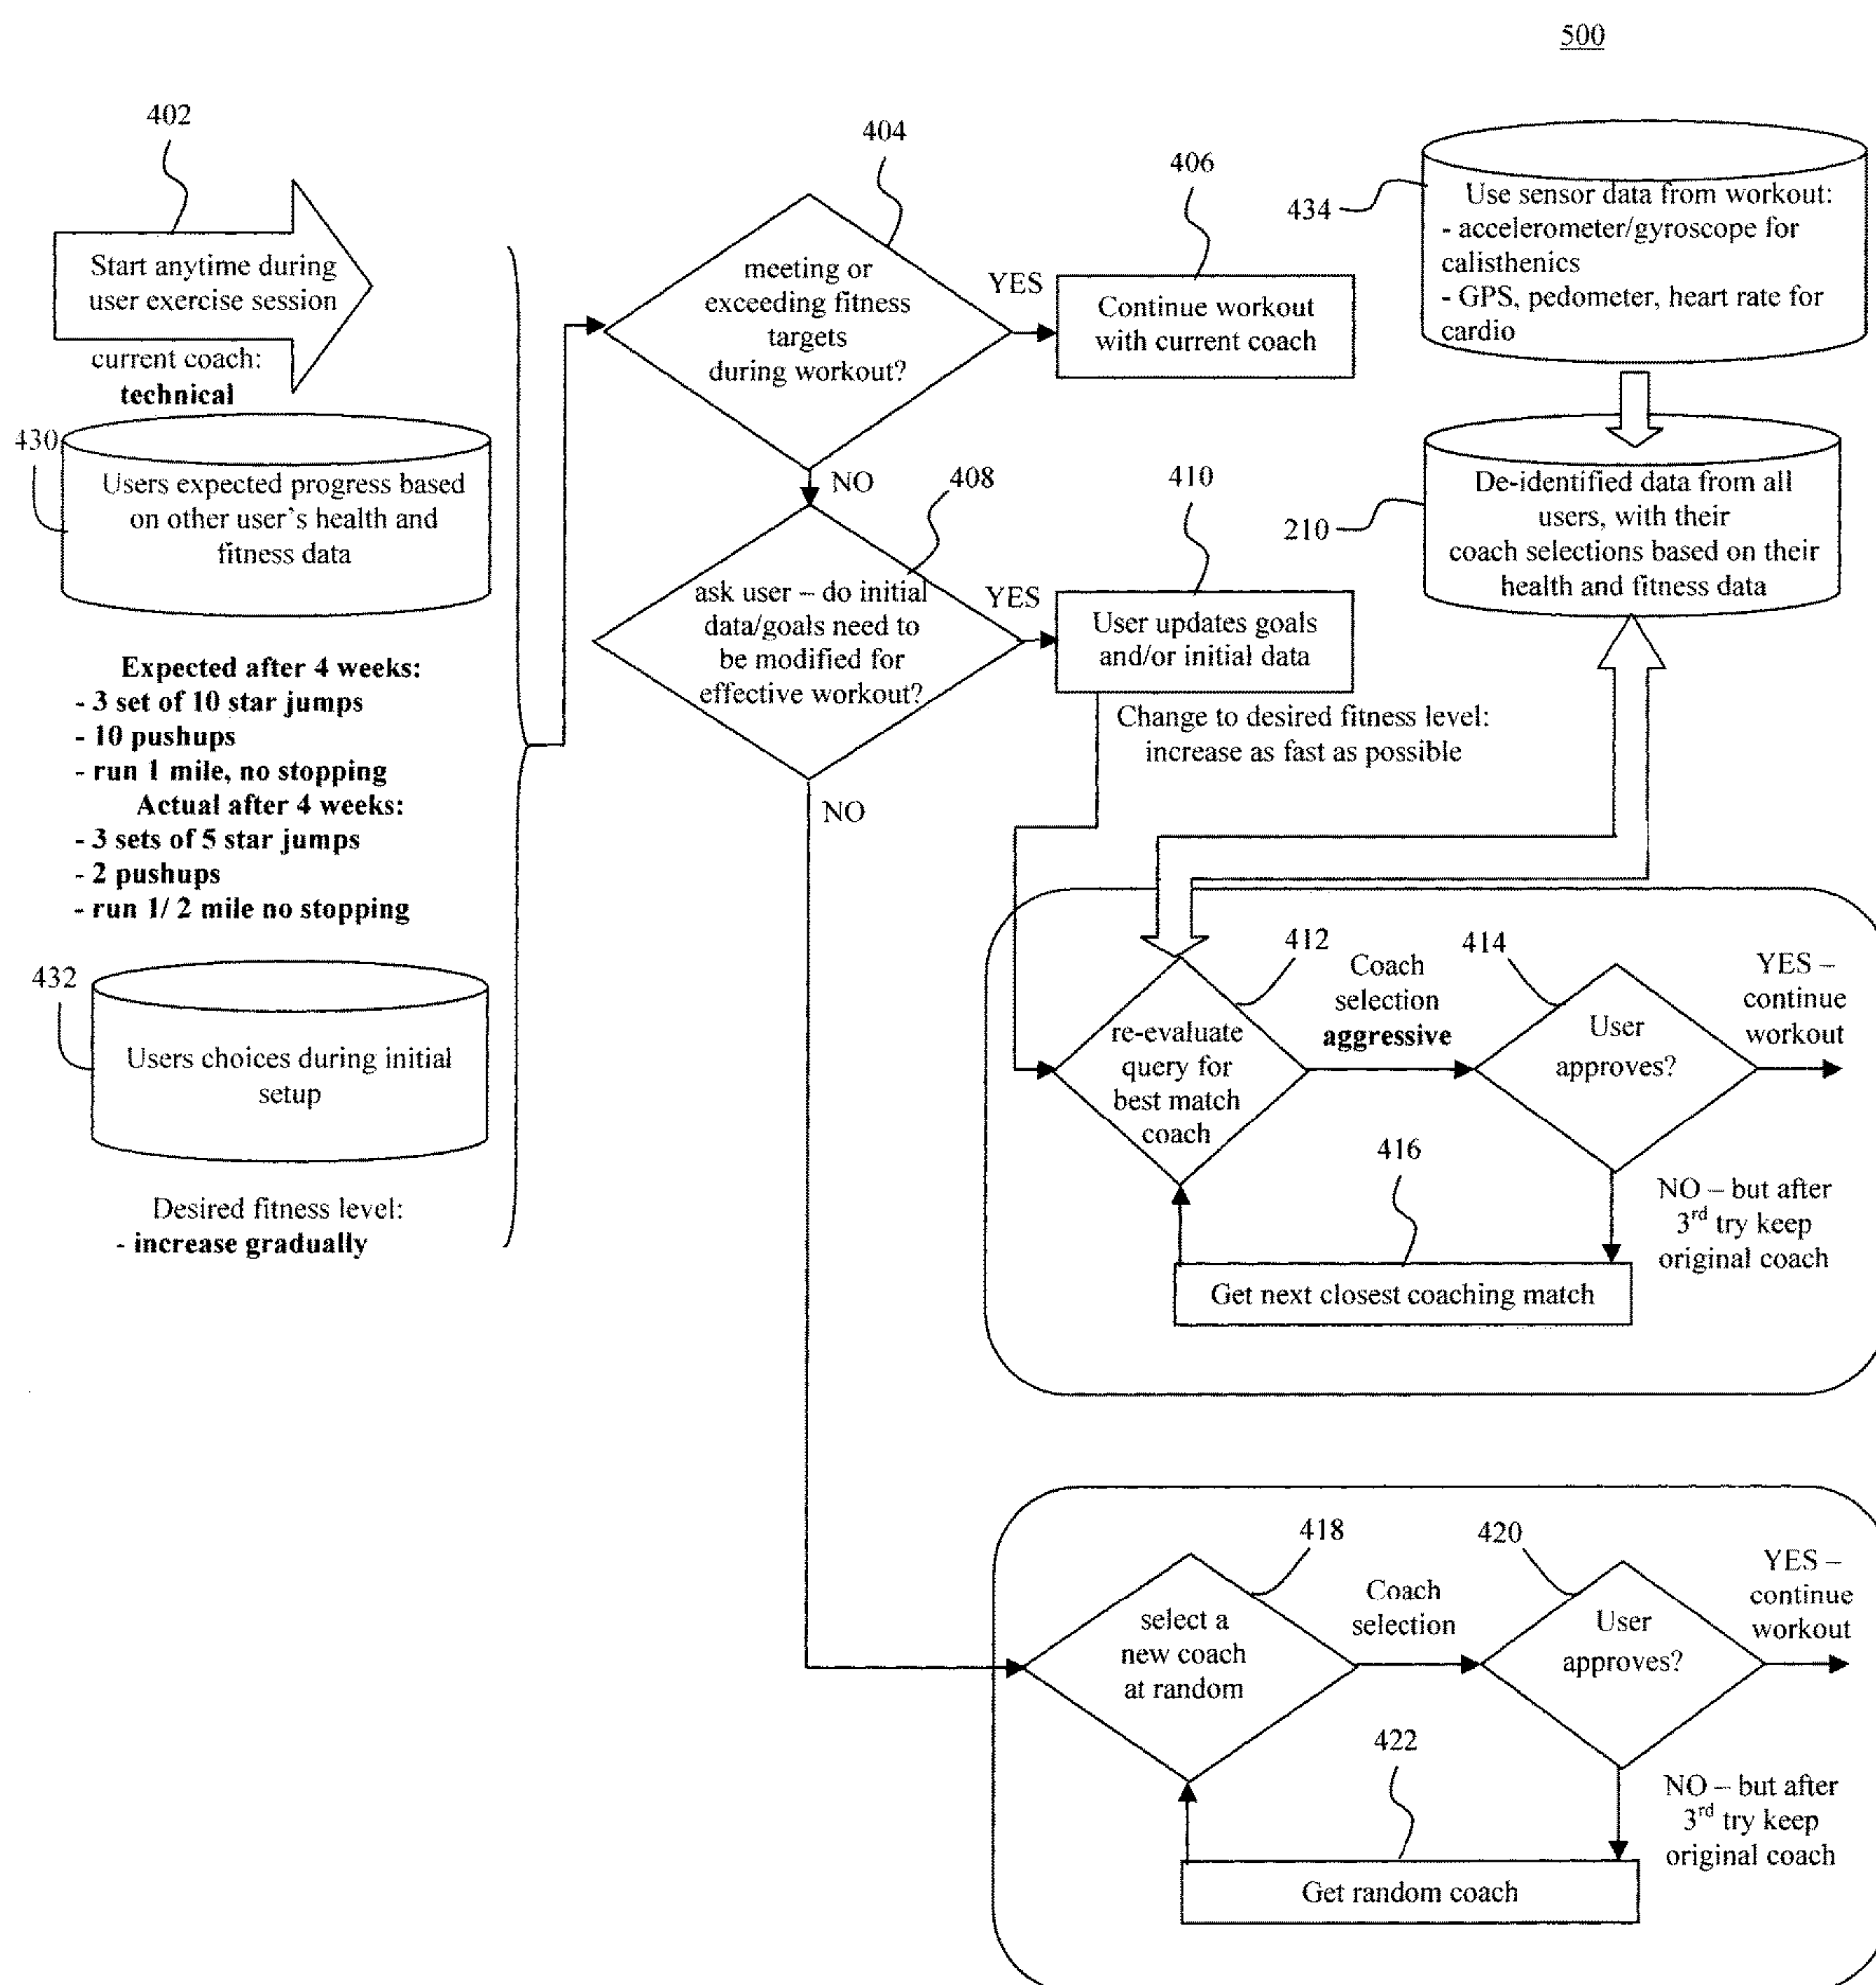 500
402
Start anytime during
user exercise session
current coach:
technical
430
Users expected progress based
on other user's health and
fitness data
Expected after 4 weeks:
- 3 set of 10 star jumps
- 10 pushups
- run 1 mile, no stopping
Actual after 4 weeks:
- 3 sets of 5 star jumps
- 2 pushups
- run 1/ 2 mile no stopping
432
Users choices during initial
setup
Desired fitness level:
- increase gradually
404
meeting or
exceeding fitness
targets
during workout?
YES
NO
406
Continue workout
with current coach
408
ask user – do initial
data/goals need to
be modified for
effective workout?
YES
NO
410
User updates goals
and/or initial data
Change to desired fitness level:
increase as fast as possible
434
Use sensor data from workout:
- accelerometer/gyroscope for
calisthenics
- GPS, pedometer, heart rate for
cardio
210
De-identified data from all
users, with their
coach selections based on their
health and fitness data
412
re-evaluate
query for
best match
coach
Coach
selection
aggressive
414
User
approves?
YES –
continue
workout
NO – but after
3rd try keep
original coach
416
Get next closest coaching match
418
select a
new coach
at random
Coach
selection
420
User
approves?
YES –
continue
workout
NO – but after
3rd try keep
original coach
422
Get random coach